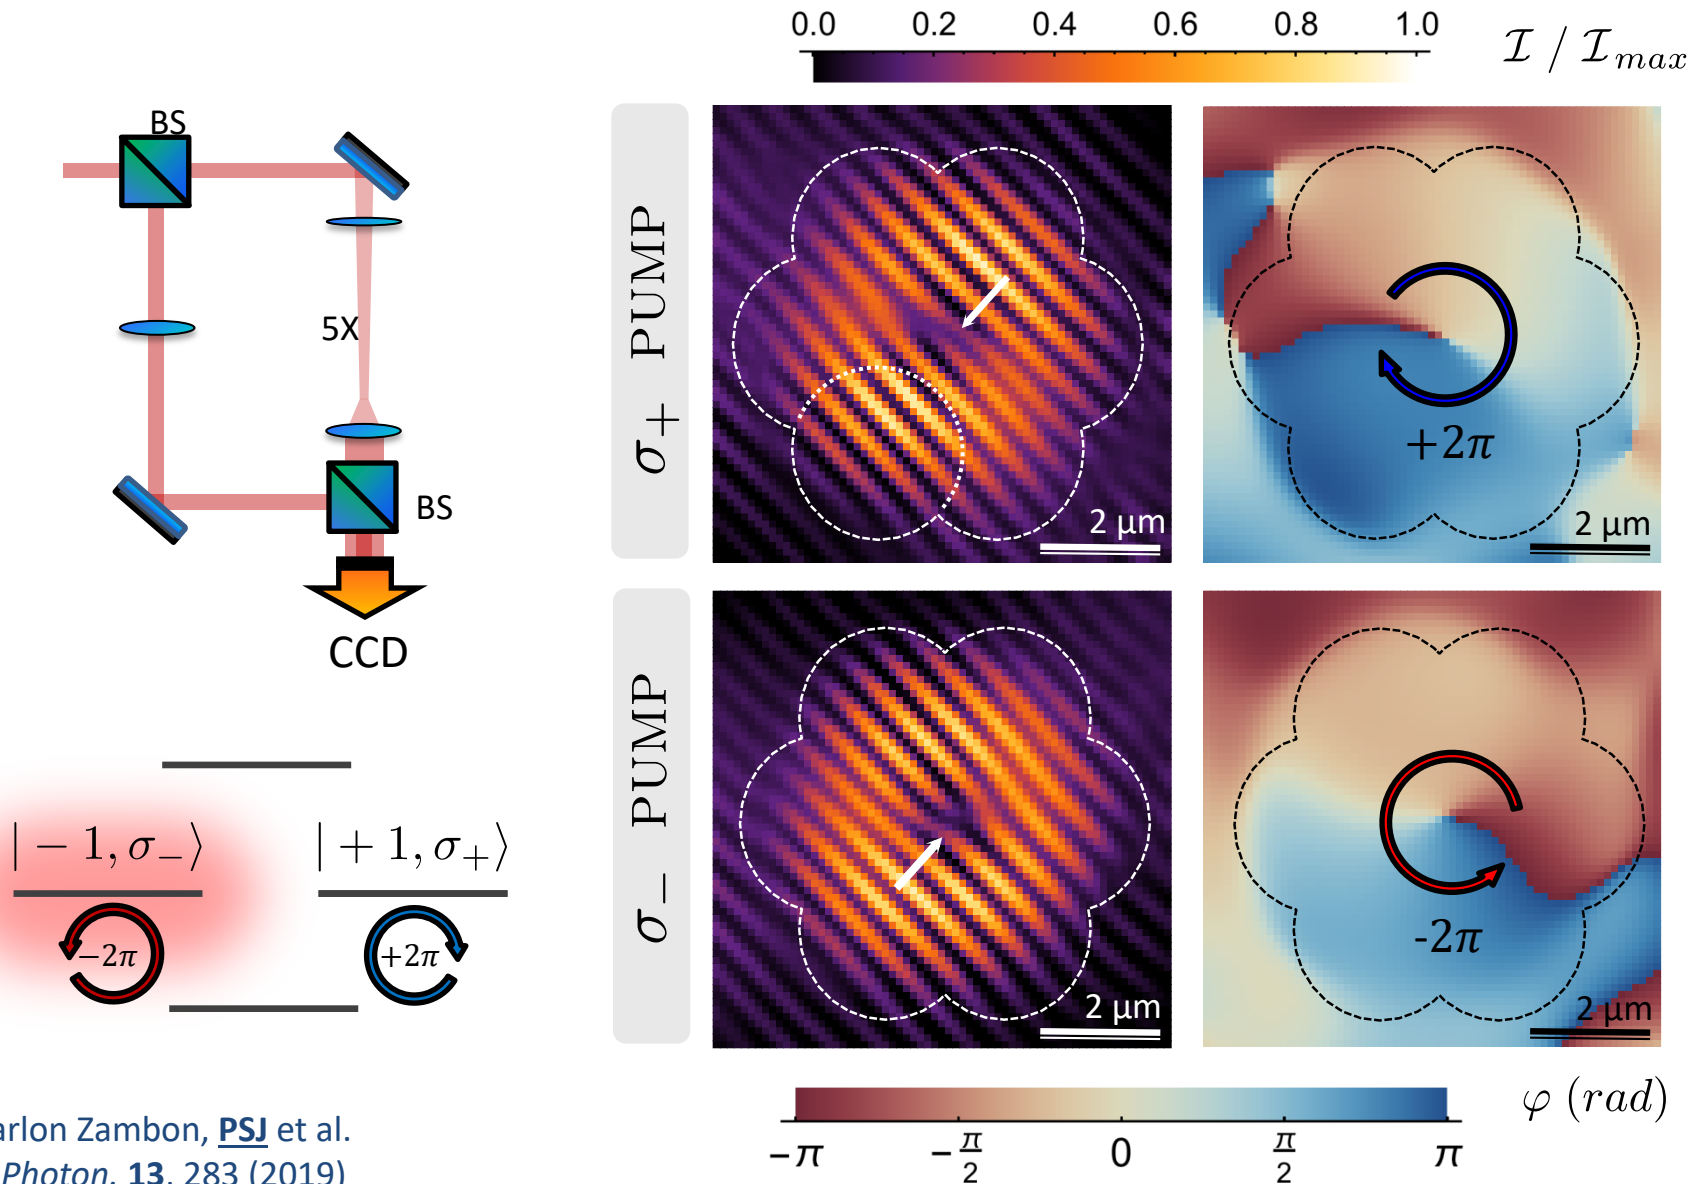 0.0 0.2 0.4 0.6 0.8 1.0
ℐ / ℐ_max
BS
5X
BS
CCD
σ₊ PUMP
2 µm
+2π
2 µm
σ₋ PUMP
2 µm
-2π
2 µm
|−1, σ₋⟩ |+1, σ₊⟩
−2π +2π
φ (rad)
−π −π/2 0 π/2 π
arlon Zambon, PSJ et al.
Photon. 13, 283 (2019)